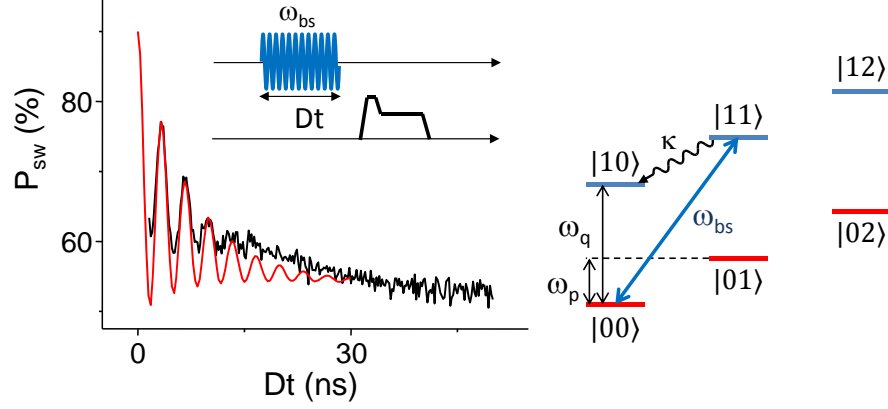 ω_bs
Dt
P_sw (%)
80
60
0
30
Dt (ns)
|12⟩
|11⟩
κ
|10⟩
ω_q
ω_bs
|02⟩
ω_p
|01⟩
|00⟩